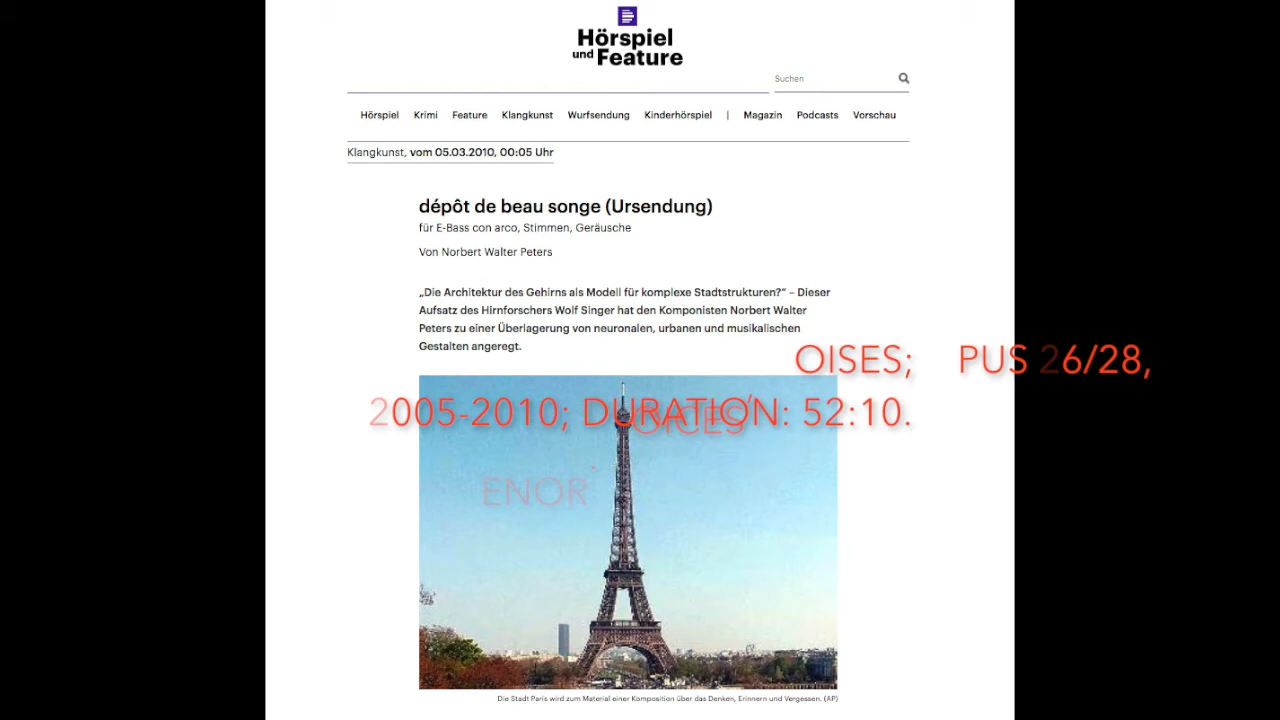 Hörspiel
und Feature
Suchen
Hörspiel Krimi Feature Klangkunst Wurfsendung Kinderhörspiel | Magazin Podcasts Vorschau
Klangkunst, vom 05.03.2010, 00:05 Uhr
dépôt de beau songe (Ursendung)
für E-Bass con arco, Stimmen, Geräusche
Von Norbert Walter Peters
„Die Architektur des Gehirns als Modell für komplexe Stadtstrukturen?“ – Dieser
Aufsatz des Hirnforschers Wolf Singer hat den Komponisten Norbert Walter
Peters zu einer Überlagerung von neuronalen, urbanen und musikalischen
Gestalten angeregt.
OISES; PUS 26/28,
2005-2010; DURATION: 52:10.
OICES
ENOR
Die Stadt Paris wird zum Material einer Komposition über das Denken, Erinnern und Vergessen. (AP)